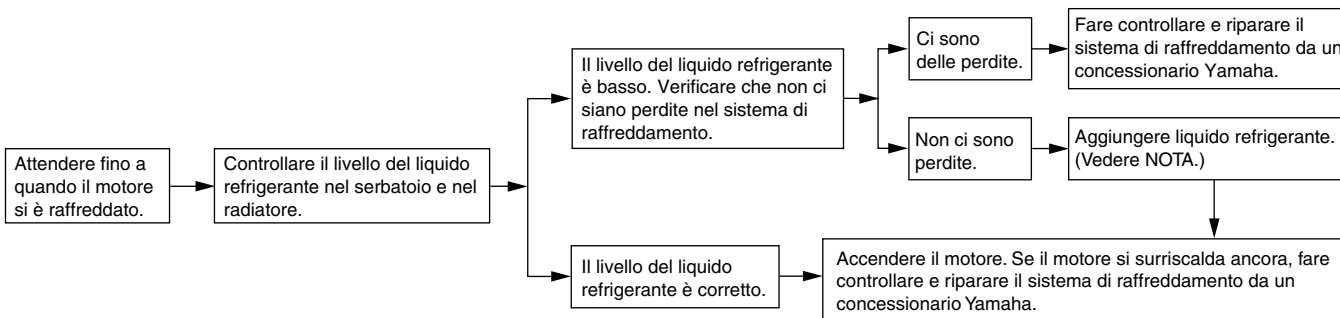 Attendere fino a
quando il motore
si è raffreddato.
Controllare il livello del liquido
refrigerante nel serbatoio e nel
radiatore.
Il livello del liquido refrigerante
è basso. Verificare che non ci
siano perdite nel sistema di
raffreddamento.
Ci sono
delle perdite.
Fare controllare e riparare il
sistema di raffreddamento da un
concessionario Yamaha.
Non ci sono
perdite.
Aggiungere liquido refrigerante.
(Vedere NOTA.)
Il livello del liquido
refrigerante è corretto.
Accendere il motore. Se il motore si surriscalda ancora, fare
controllare e riparare il sistema di raffreddamento da un
concessionario Yamaha.